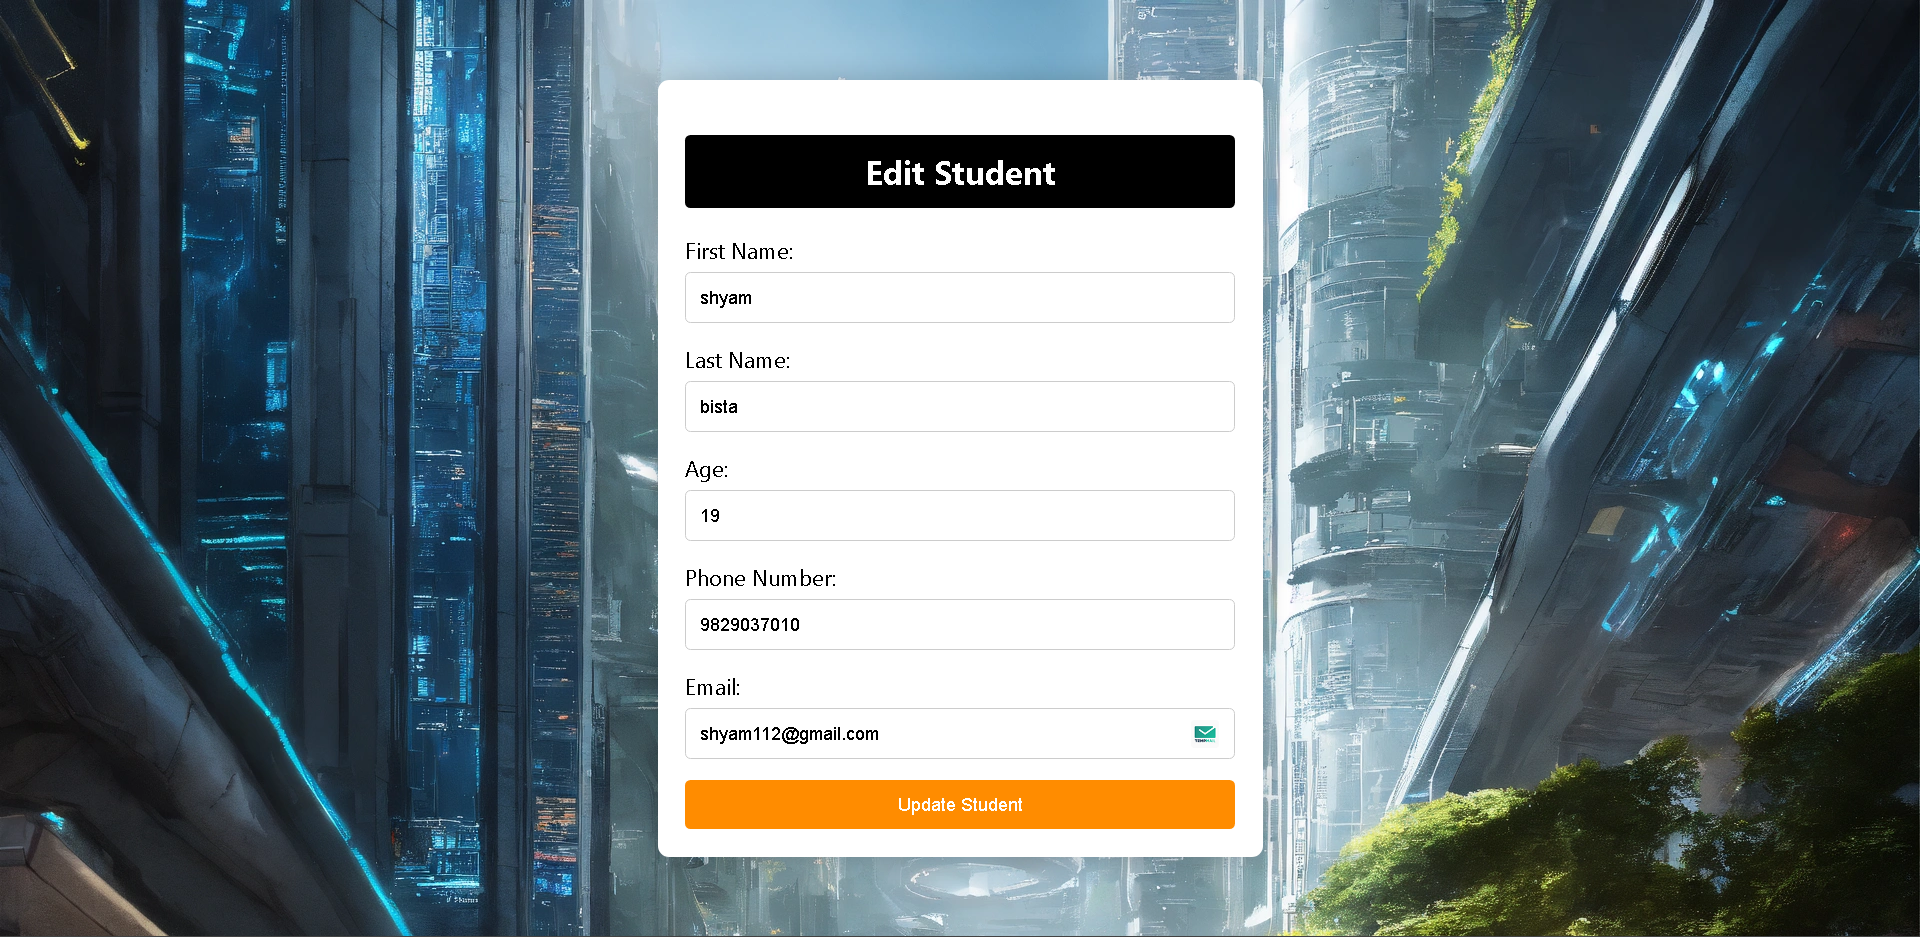 Edit Student
First Name:
shyam
Last Name:
bista
Age:
19
Phone Number:
9829037010
Email:
shyam112@gmail.com
Update Student